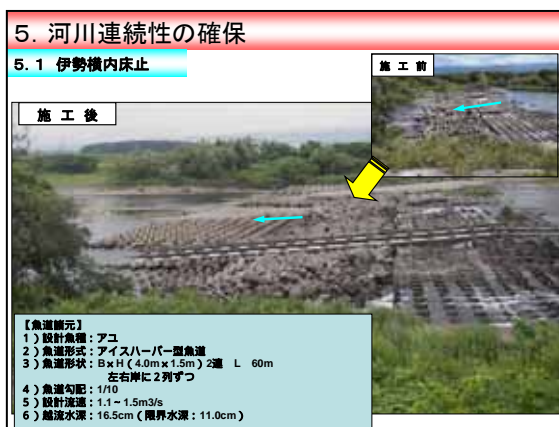 5. 河川連続性の確保
5.1 伊勢横内床止
施工前
施工後
【魚道諸元】
1)設計魚種:アユ
2)魚道形式:アイスハーバー型魚道
3)魚道形状:B×H(4.0m×1.5m)2連 L 60m
左右岸に2列ずつ
4)魚道勾配:1/10
5)設計流速:1.1~1.5m3/s
6)越流水深:16.5cm(限界水深:11.0cm)